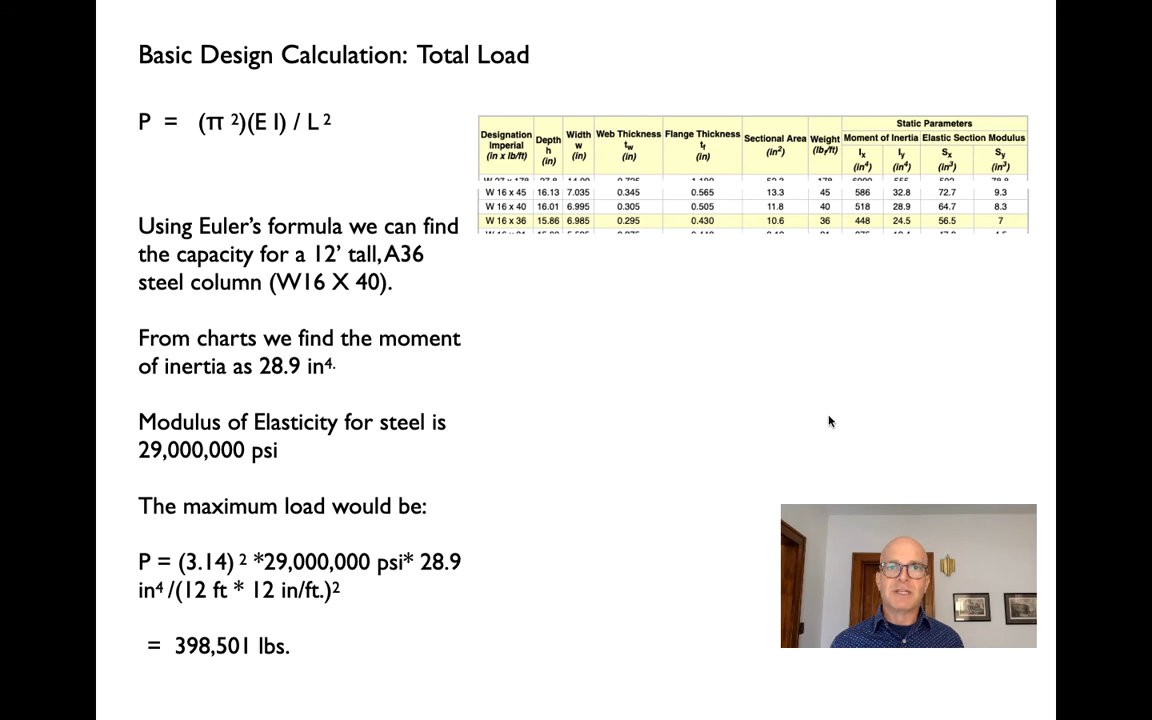 Basic Design Calculation: Total Load
P = (π ²)(E I) / L ²
Using Euler's formula we can find
the capacity for a 12' tall, A36
steel column (W16 X 40).
From charts we find the moment
of inertia as 28.9 in⁴.
Modulus of Elasticity for steel is
29,000,000 psi
The maximum load would be:
P = (3.14) ² *29,000,000 psi* 28.9
in⁴ /(12 ft * 12 in/ft.)²
= 398,501 lbs.
Static Parameters
Designation Imperial (in x lb/ft) Depth h (in) Width w (in) Web Thickness tw (in) Flange Thickness tf (in) Sectional Area (in²) Weight (lbf/ft) Moment of Inertia Elastic Section Modulus
Ix (in⁴) Iy (in⁴) Sx (in³) Sy (in³)
W 16 x 45 16.13 7.035 0.345 0.565 13.3 45 586 32.8 72.7 9.3
W 16 x 40 16.01 6.995 0.305 0.505 11.8 40 518 28.9 64.7 8.3
W 16 x 36 15.86 6.985 0.295 0.430 10.6 36 448 24.5 56.5 7